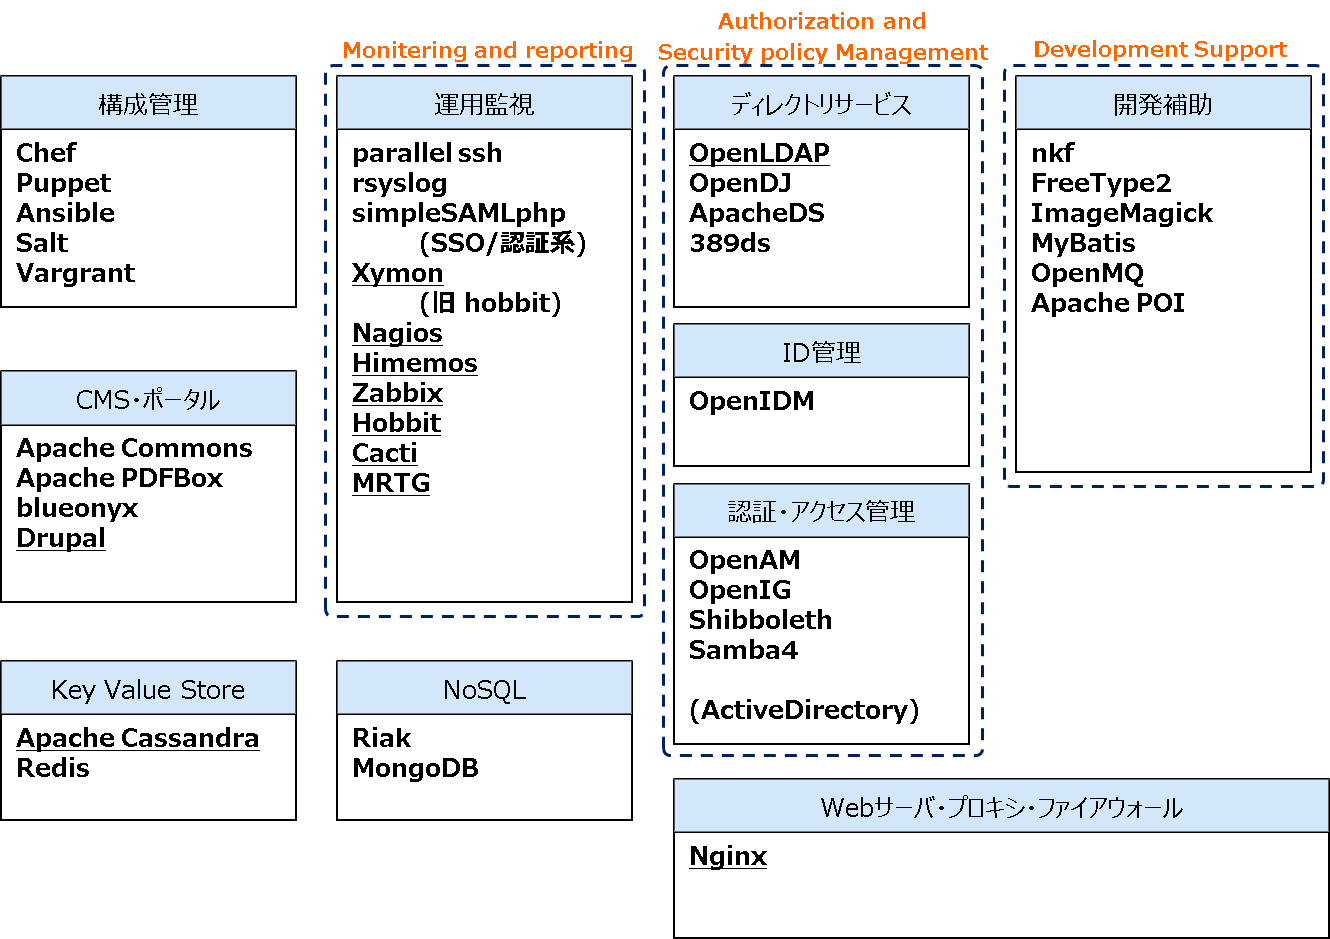 Monitering and reporting
Authorization and
Security policy Management
Development Support
構成管理
Chef
Puppet
Ansible
Salt
Vargrant
運用監視
parallel ssh
rsyslog
simpleSAMLphp
(SSO/認証系)
Xymon
(旧 hobbit)
Nagios
Himemos
Zabbix
Hobbit
Cacti
MRTG
ディレクトリサービス
OpenLDAP
OpenDJ
ApacheDS
389ds
開発補助
nkf
FreeType2
ImageMagick
MyBatis
OpenMQ
Apache POI
ID管理
OpenIDM
CMS・ポータル
Apache Commons
Apache PDFBox
blueonyx
Drupal
認証・アクセス管理
OpenAM
OpenIG
Shibboleth
Samba4
(ActiveDirectory)
Key Value Store
Apache Cassandra
Redis
NoSQL
Riak
MongoDB
Webサーバ・プロキシ・ファイアウォール
Nginx